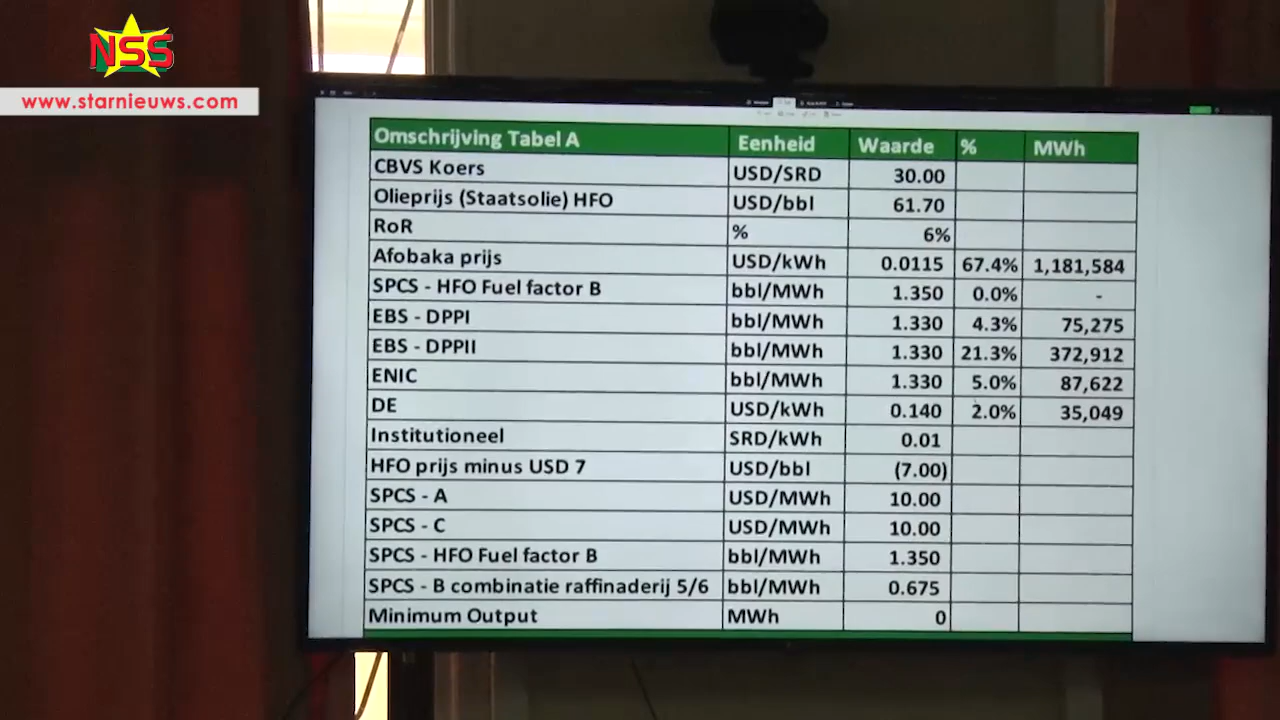 NSS
www.starnieuws.com
Omschrijving Tabel A Eenheid Waarde % MWh
CBVS Koers USD/SRD 30.00
Olieprijs (Staatsolie) HFO USD/bbl 61.70
RoR % 6%
Afobaka prijs USD/kWh 0.0115 67.4% 1,181,584
SPCS - HFO Fuel factor B bbl/MWh 1.350 0.0% -
EBS - DPPI bbl/MWh 1.330 4.3% 75,275
EBS - DPPII bbl/MWh 1.330 21.3% 372,912
ENIC bbl/MWh 1.330 5.0% 87,622
DE USD/kWh 0.140 2.0% 35,049
Institutioneel SRD/kWh 0.01
HFO prijs minus USD 7 USD/bbl (7.00)
SPCS - A USD/MWh 10.00
SPCS - C USD/MWh 10.00
SPCS - HFO Fuel factor B bbl/MWh 1.350
SPCS - B combinatie raffinaderij 5/6 bbl/MWh 0.675
Minimum Output MWh 0